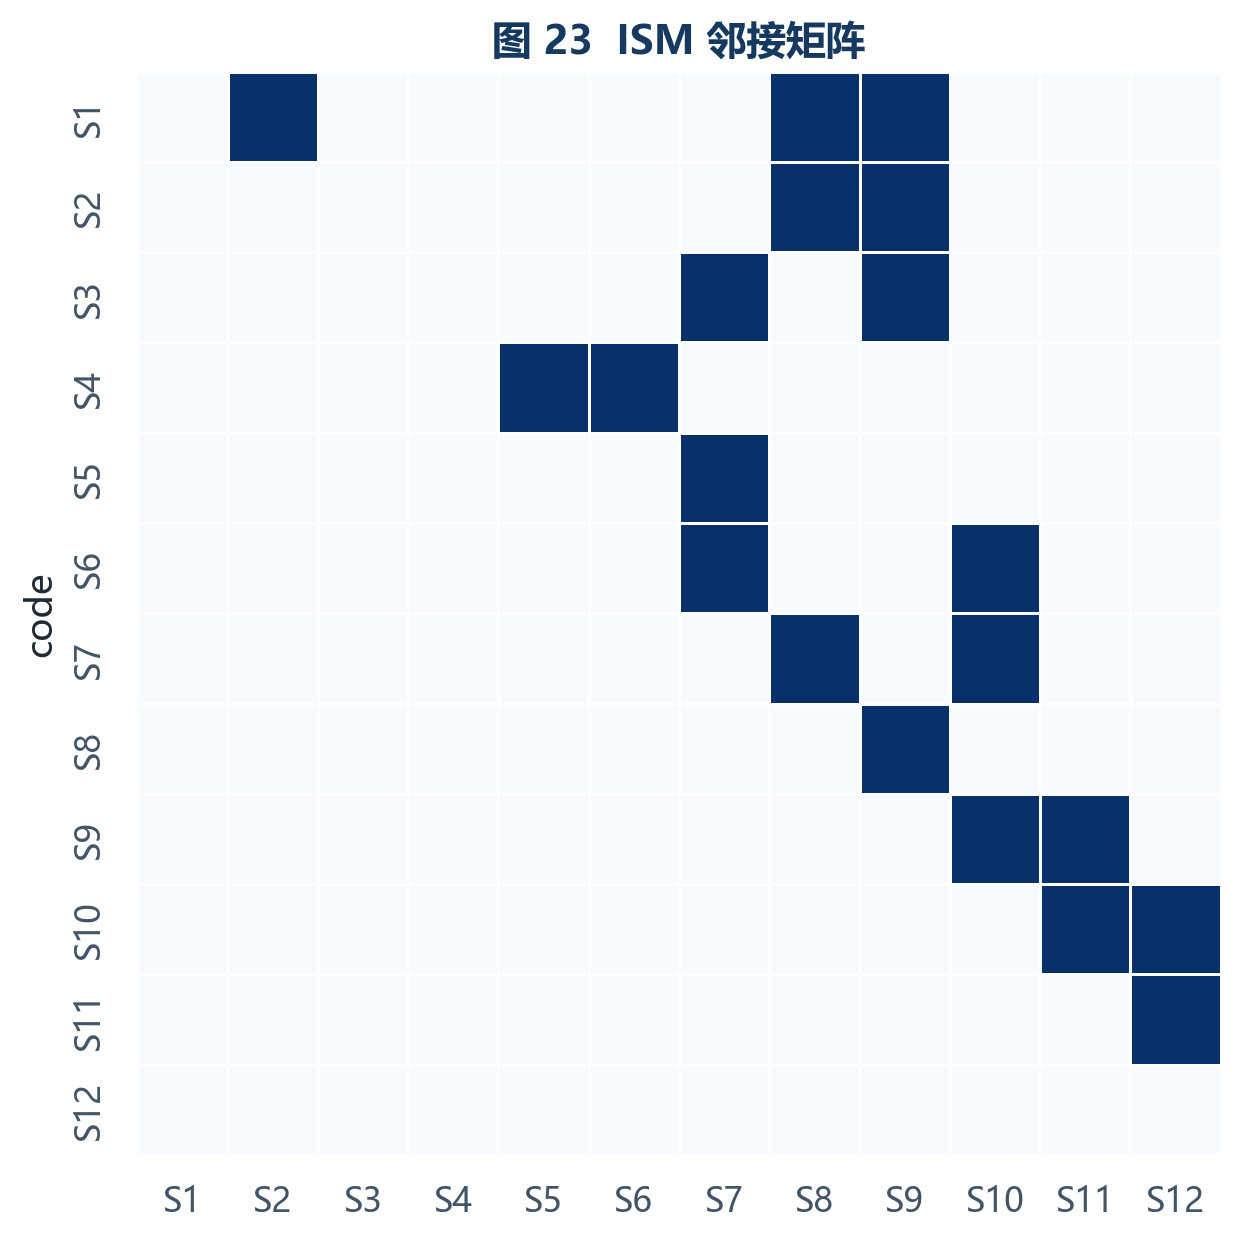 图 23 ISM 邻接矩阵
code
S1
S2
S3
S4
S5
S6
S7
S8
S9
S10
S11
S12
S1 S2 S3 S4 S5 S6 S7 S8 S9 S10 S11 S12